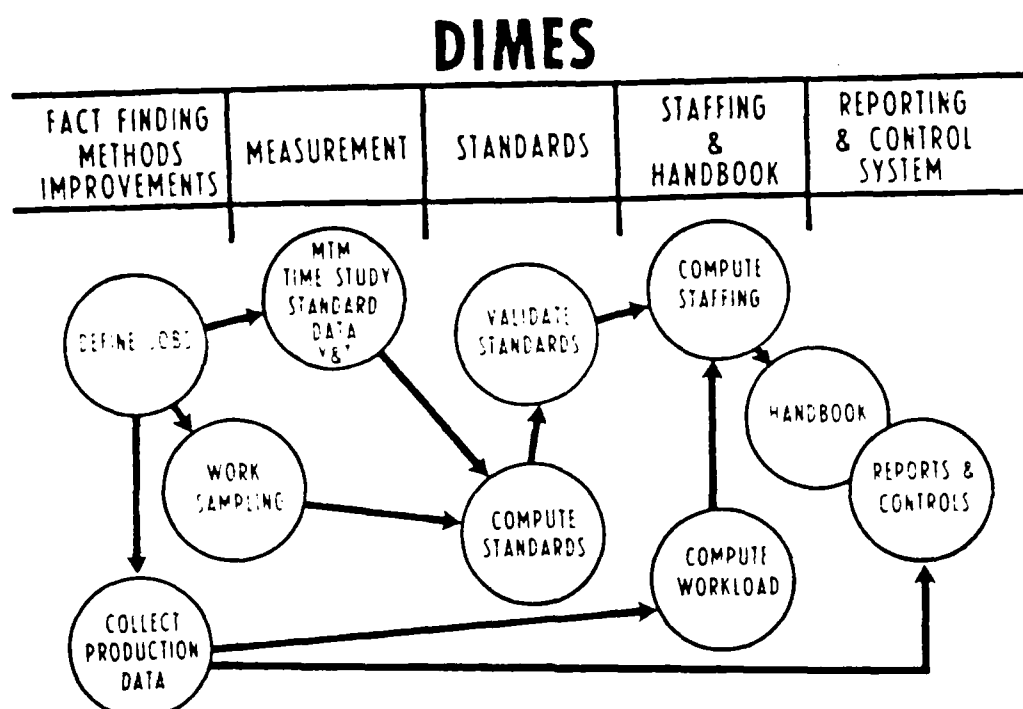 DIMES
FACT FINDING
METHODS
IMPROVEMENTS
MEASUREMENT
STANDARDS
STAFFING
&
HANDBOOK
REPORTING
& CONTROL
SYSTEM
DEFINE JOBS
MTM
TIME STUDY
STANDARD
DATA
WORK
SAMPLING
COLLECT
PRODUCTION
DATA
VALIDATE
STANDARDS
COMPUTE
STANDARDS
COMPUTE
STAFFING
COMPUTE
WORKLOAD
HANDBOOK
REPORTS &
CONTROLS